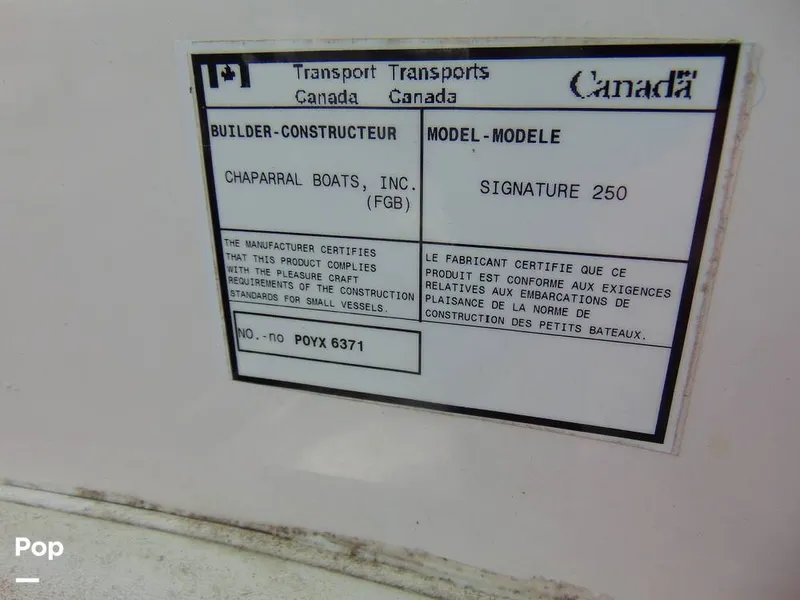 Transport Transports
Canada Canada
Canada
BUILDER-CONSTRUCTEUR
CHAPARRAL BOATS, INC.
(FGB)
MODEL-MODELE
SIGNATURE 250
THE MANUFACTURER CERTIFIES
THAT THIS PRODUCT COMPLIES
WITH THE PLEASURE CRAFT
REQUIREMENTS OF THE CONSTRUCTION
STANDARDS FOR SMALL VESSELS.
LE FABRICANT CERTIFIE QUE CE
PRODUIT EST CONFORME AUX EXIGENCES
RELATIVES AUX EMBARCATIONS DE
PLAISANCE DE LA NORME DE
CONSTRUCTION DES PETITS BATEAUX.
NO.-no POYX 6371
Pop